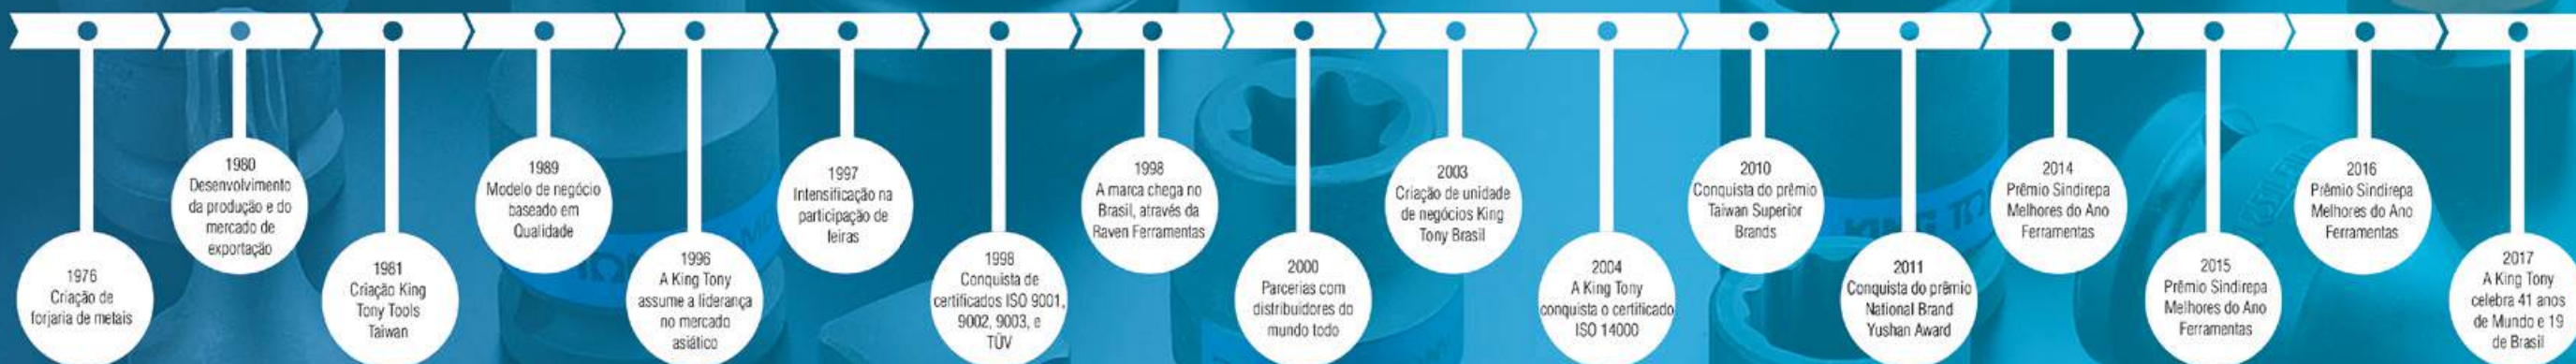 1976
Criação de
forjaria de metais
1980
Desenvolvimento
da produção e do
mercado de
exportação
1981
Criação King
Tony Tools
Taiwan
1989
Modelo de negócio
baseado em
Qualidade
1996
A King Tony
assume a liderança
no mercado
asiático
1997
Intensificação na
participação de
feiras
1998
Conquista de
certificados ISO 9001,
9002, 9003, e
TÜV
1998
A marca chega no
Brasil, através da
Raven Ferramentas
2000
Parcerias com
distribuidores do
mundo todo
2003
Criação de unidade
de negócios King
Tony Brasil
2004
A King Tony
conquista o certificado
ISO 14000
2010
Conquista do prêmio
Taiwan Superior
Brands
2011
Conquista do prêmio
National Brand
Yushan Award
2014
Prêmio Sindirepa
Melhores do Ano
Ferramentas
2015
Prêmio Sindirepa
Melhores do Ano
Ferramentas
2016
Prêmio Sindirepa
Melhores do Ano
Ferramentas
2017
A King Tony
celebra 41 anos
de Mundo e 19
de Brasil